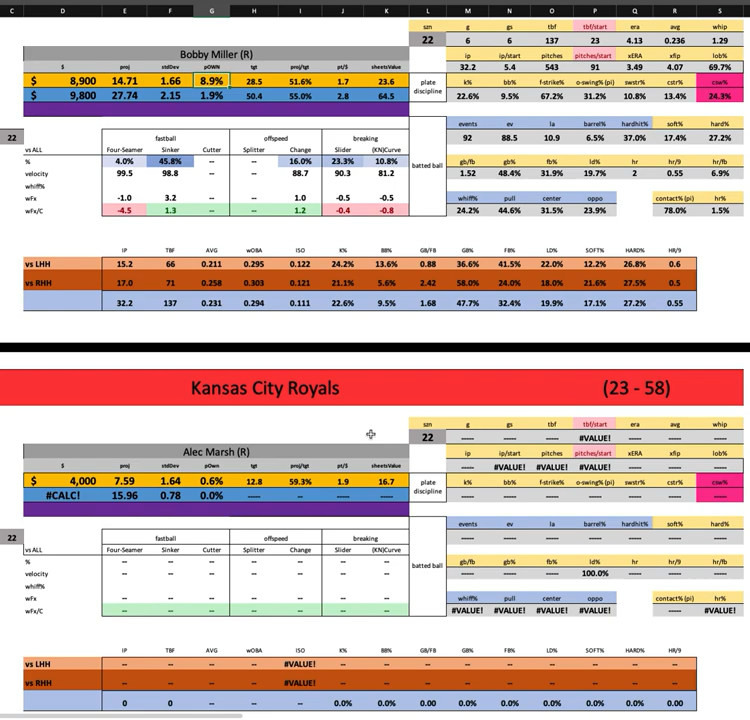 C D E F G H I J K L M N O P Q R S
szn g gs tbf tbf/start era avg whip
22 6 6 137 23 4.13 0.236 1.29
Bobby Miller (R) ip ip/start pitches pitches/start xERA xfip lob%
32.2 5.4 543 91 3.49 4.07 69.7%
$ proj stdDev pOWN tgt proj/tgt pt/$ sheetsValue
$ 8,900 14.71 1.66 8.9% 28.5 51.6% 1.7 23.6 plate discipline k% bb% f-strike% o-swing% (pi) swstr% cstr% csw%
$ 9,800 27.74 2.15 1.9% 50.4 55.0% 2.8 64.5 22.6% 9.5% 67.2% 31.2% 10.8% 13.4% 24.3%
events ev la barrel% hardhit% soft% hard%
22 fastball offspeed breaking 92 88.5 10.9 6.5% 37.0% 17.4% 27.2%
vs ALL Four-Seamer Sinker Cutter Splitter Change Slider (KN)Curve
% 4.0% 45.8% -- -- 16.0% 23.3% 10.8% batted ball gb/fb gb% fb% ld% hr hr/9 hr/fb
velocity 99.5 98.8 88.7 90.3 81.2 1.52 48.4% 31.9% 19.7% 2 0.55 6.9%
whiff%
wFx -1.0 3.2 1.0 -0.5 -0.5 whiff% pull center oppo contact% (pi) hr%
wFx/C -4.5 1.3 -- -- 1.2 -0.4 -0.8 24.2% 44.6% 31.5% 23.9% 78.0% 1.5%
IP TBF AVG wOBA ISO K% BB% GB/FB GB% FB% LD% SOFT% HARD% HR/9
vs LHH 15.2 66 0.211 0.295 0.122 24.2% 13.6% 0.88 36.6% 41.5% 22.0% 12.2% 26.8% 0.6
vs RHH 17.0 71 0.258 0.303 0.121 21.1% 5.6% 2.42 58.0% 24.0% 18.0% 21.6% 27.5% 0.5
32.2 137 0.231 0.294 0.111 22.6% 9.5% 1.68 47.7% 32.4% 19.9% 17.1% 27.2% 0.55
Kansas City Royals (23 - 58)
szn g gs tbf tbf/start era avg whip
22 ----- ----- ----- #VALUE! ----- ----- -----
Alec Marsh (R) ip ip/start pitches pitches/start xERA xfip lob%
----- #VALUE! #VALUE! #VALUE! ----- ----- -----
$ proj stdDev pOwn tgt proj/tgt pt/$ sheetsValue
$ 4,000 7.59 1.64 0.6% 12.8 59.3% 1.9 16.7 plate discipline k% bb% f-strike% o-swing% (pi) swstr% cstr% csw%
#CALC! 15.96 0.78 0.0% ----- ----- -- ----- ----- ----- ----- ----- ----- ----- -----
events ev la barrel% hardhit% soft% hard%
22 fastball offspeed breaking ----- ----- ----- ----- ----- ----- -----
vs ALL Four-Seamer Sinker Cutter Splitter Change Slider (KN)Curve
% -- -- -- -- -- -- -- batted ball gb/fb gb% fb% ld% hr hr/9 hr/fb
velocity -- -- -- -- -- -- -- ----- ----- ----- 100.0% ----- ----- -----
whiff%
wFx -- -- -- -- -- -- -- whiff% pull center oppo contact% (pi) hr%
wFx/C -- -- -- -- -- -- -- #VALUE! #VALUE! #VALUE! #VALUE! ----- #VALUE!
IP TBF AVG wOBA ISO K% BB% GB/FB GB% FB% LD% SOFT% HARD% HR/9
vs LHH -- -- -- -- #VALUE! -- -- -- -- -- -- -- -- --
vs RHH -- -- -- -- #VALUE! -- -- -- -- -- -- -- -- --
0 0 -- -- -- 0.0% 0.0% 0.00 0.0% 0.0% 0.0% 0.0% 0.0% 0.00